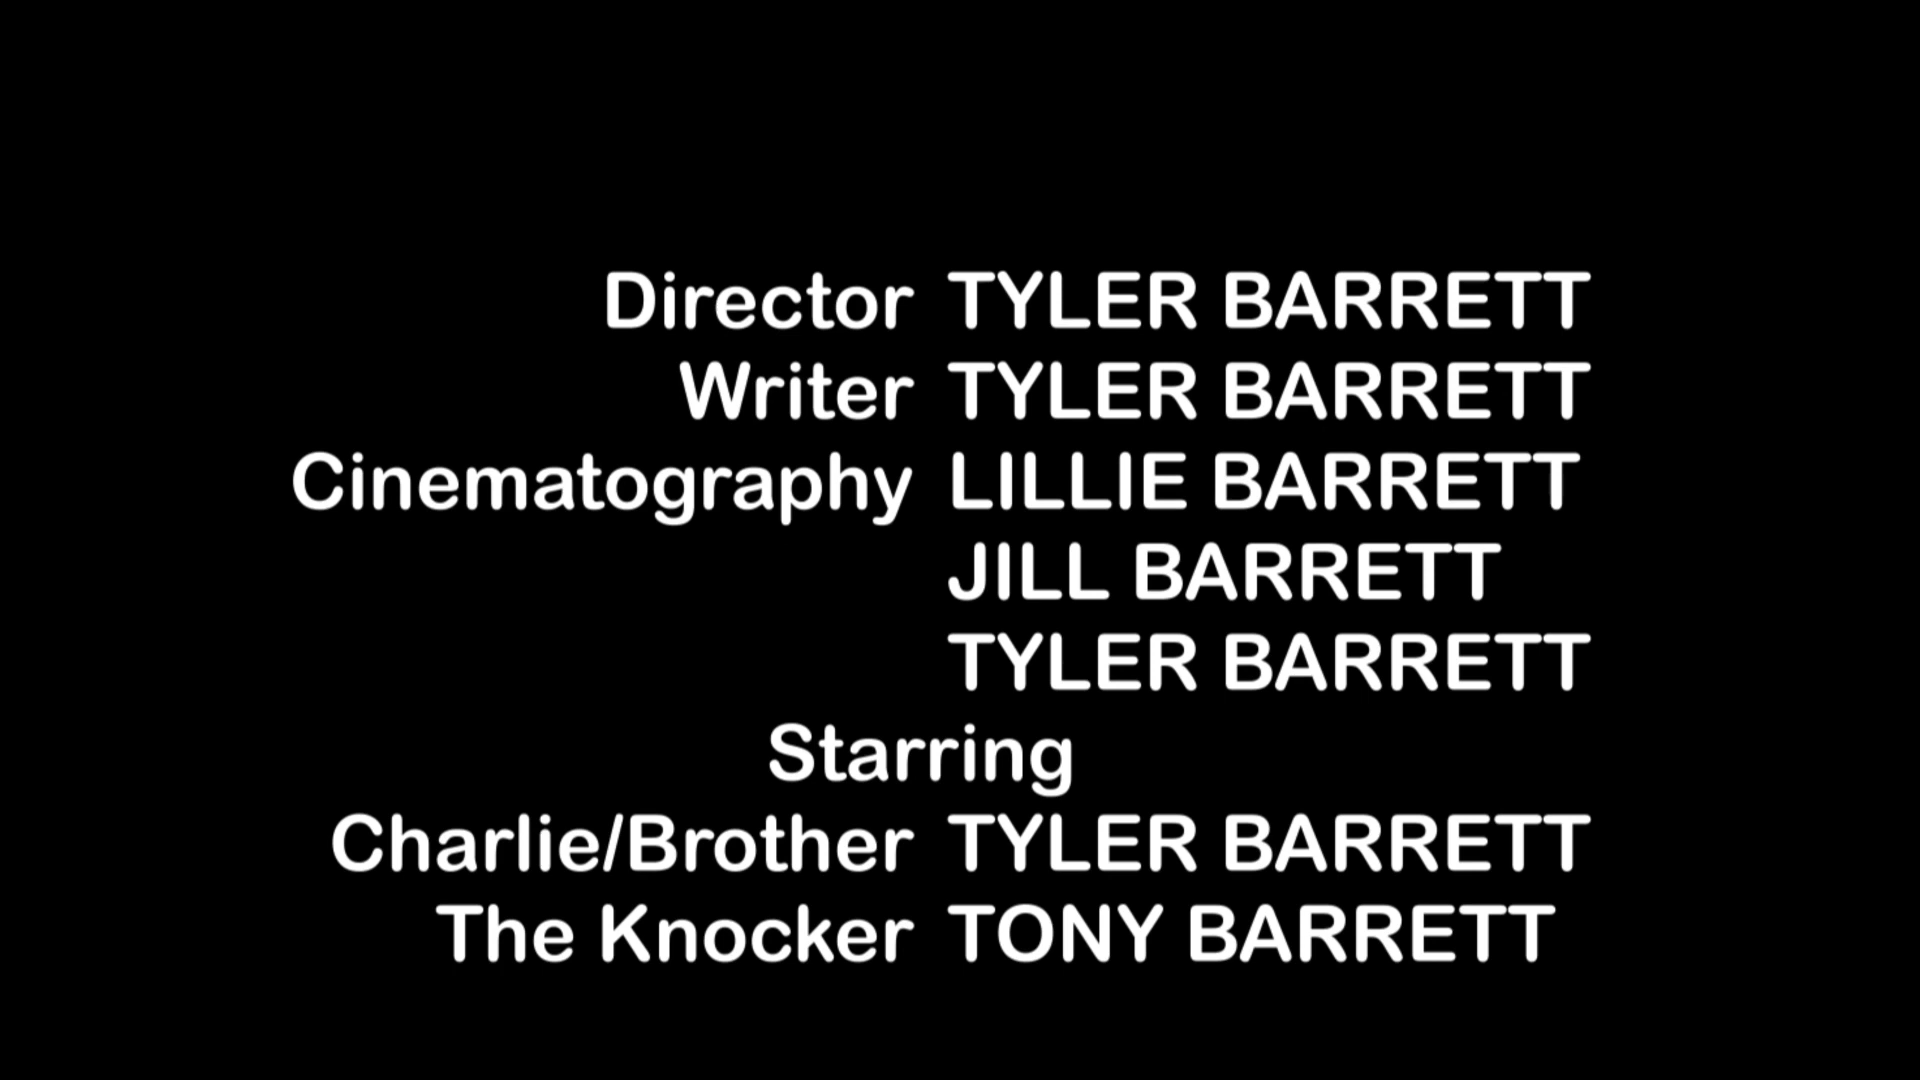 Director TYLER BARRETT
Writer TYLER BARRETT
Cinematography LILLIE BARRETT
JILL BARRETT
TYLER BARRETT
Starring
Charlie/Brother TYLER BARRETT
The Knocker TONY BARRETT